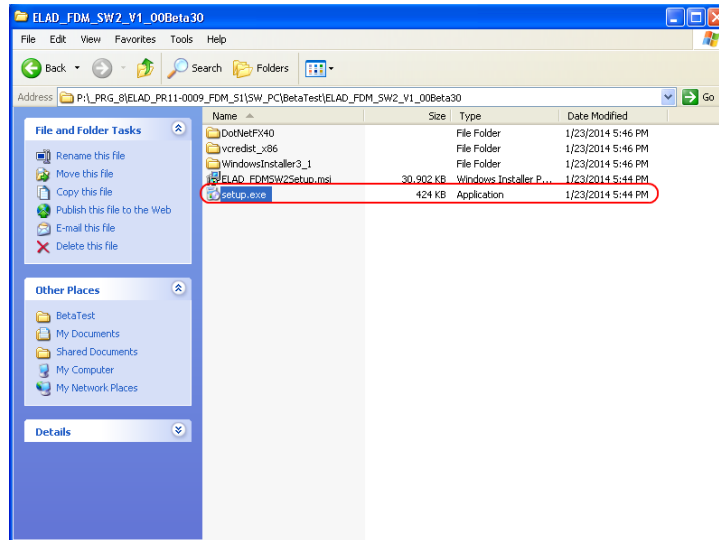 ELAD_FDM_SW2_V1_00Beta30
File Edit View Favorites Tools Help
Back Search Folders
Address P:\_PRG_8\ELAD_PR11-0009_FDM_S1\SW_PC\BetaTest\ELAD_FDM_SW2_V1_00Beta30 Go
Name Size Type Date Modified
File and Folder Tasks
Rename this file
Move this file
Copy this file
Publish this file to the Web
E-mail this file
Delete this file
Other Places
BetaTest
My Documents
Shared Documents
My Computer
My Network Places
Details
DotNetFX40 File Folder 1/23/2014 5:46 PM
vcredist_x86 File Folder 1/23/2014 5:46 PM
WindowsInstaller3_1 File Folder 1/23/2014 5:46 PM
ELAD_FDMSW2Setup.msi 30,902 KB Windows Installer P... 1/23/2014 5:44 PM
setup.exe 424 KB Application 1/23/2014 5:44 PM